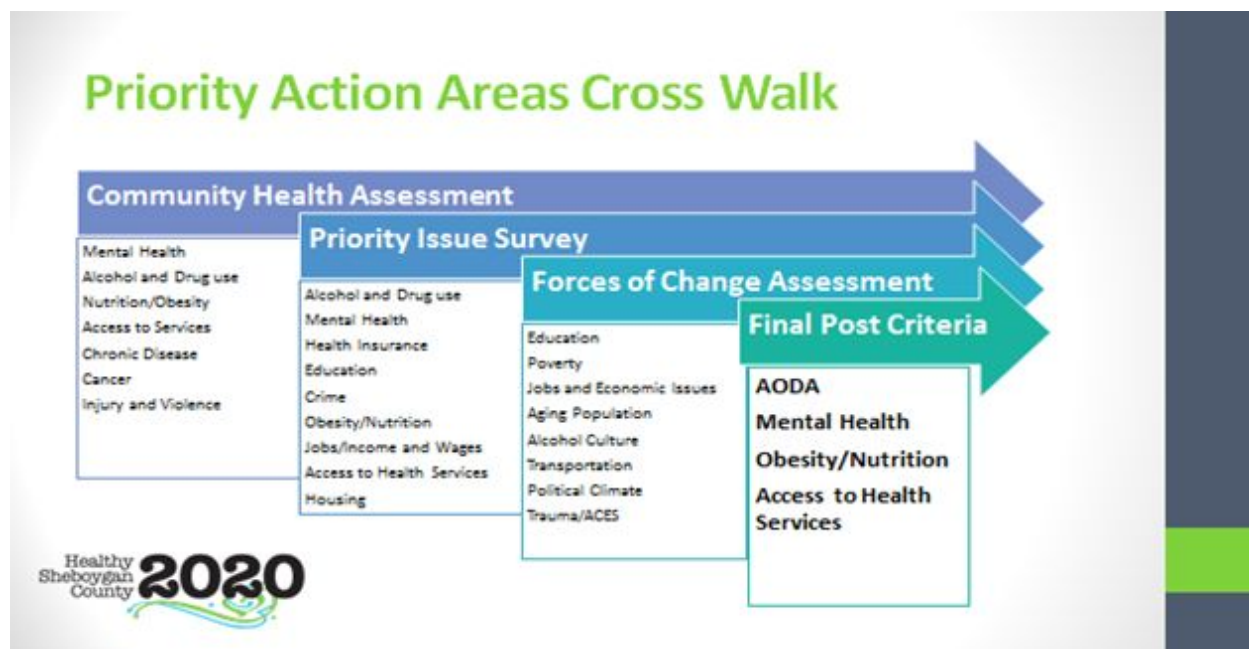 Priority Action Areas Cross Walk
Community Health Assessment
Mental Health
Alcohol and Drug use
Nutrition/Obesity
Access to Services
Chronic Disease
Cancer
Injury and Violence
Priority Issue Survey
Alcohol and Drug use
Mental Health
Health Insurance
Education
Crime
Obesity/Nutrition
Jobs/Income and Wages
Access to Health Services
Housing
Forces of Change Assessment
Education
Poverty
Jobs and Economic Issues
Aging Population
Alcohol Culture
Transportation
Political Climate
Trauma/ACES
Final Post Criteria
AODA
Mental Health
Obesity/Nutrition
Access to Health
Services
Healthy
Sheboygan
County
2020